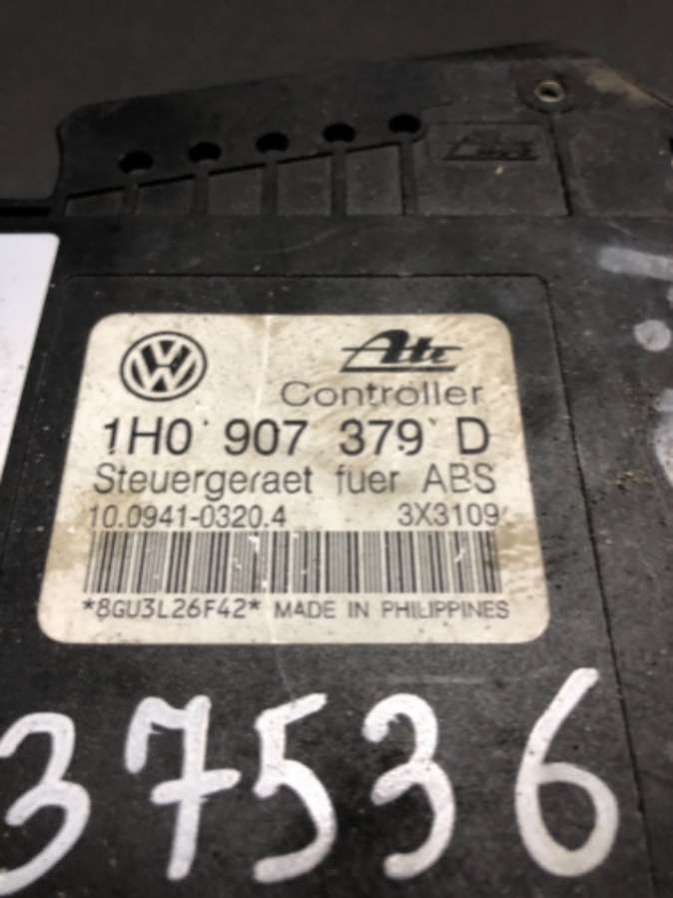 Ate
VW Ate
Controller
1H0 907 379 D
Steuergeraet fuer ABS
10.0941-0320.4 3X3109
*8GU3L26F42* MADE IN PHILIPPINES
37536